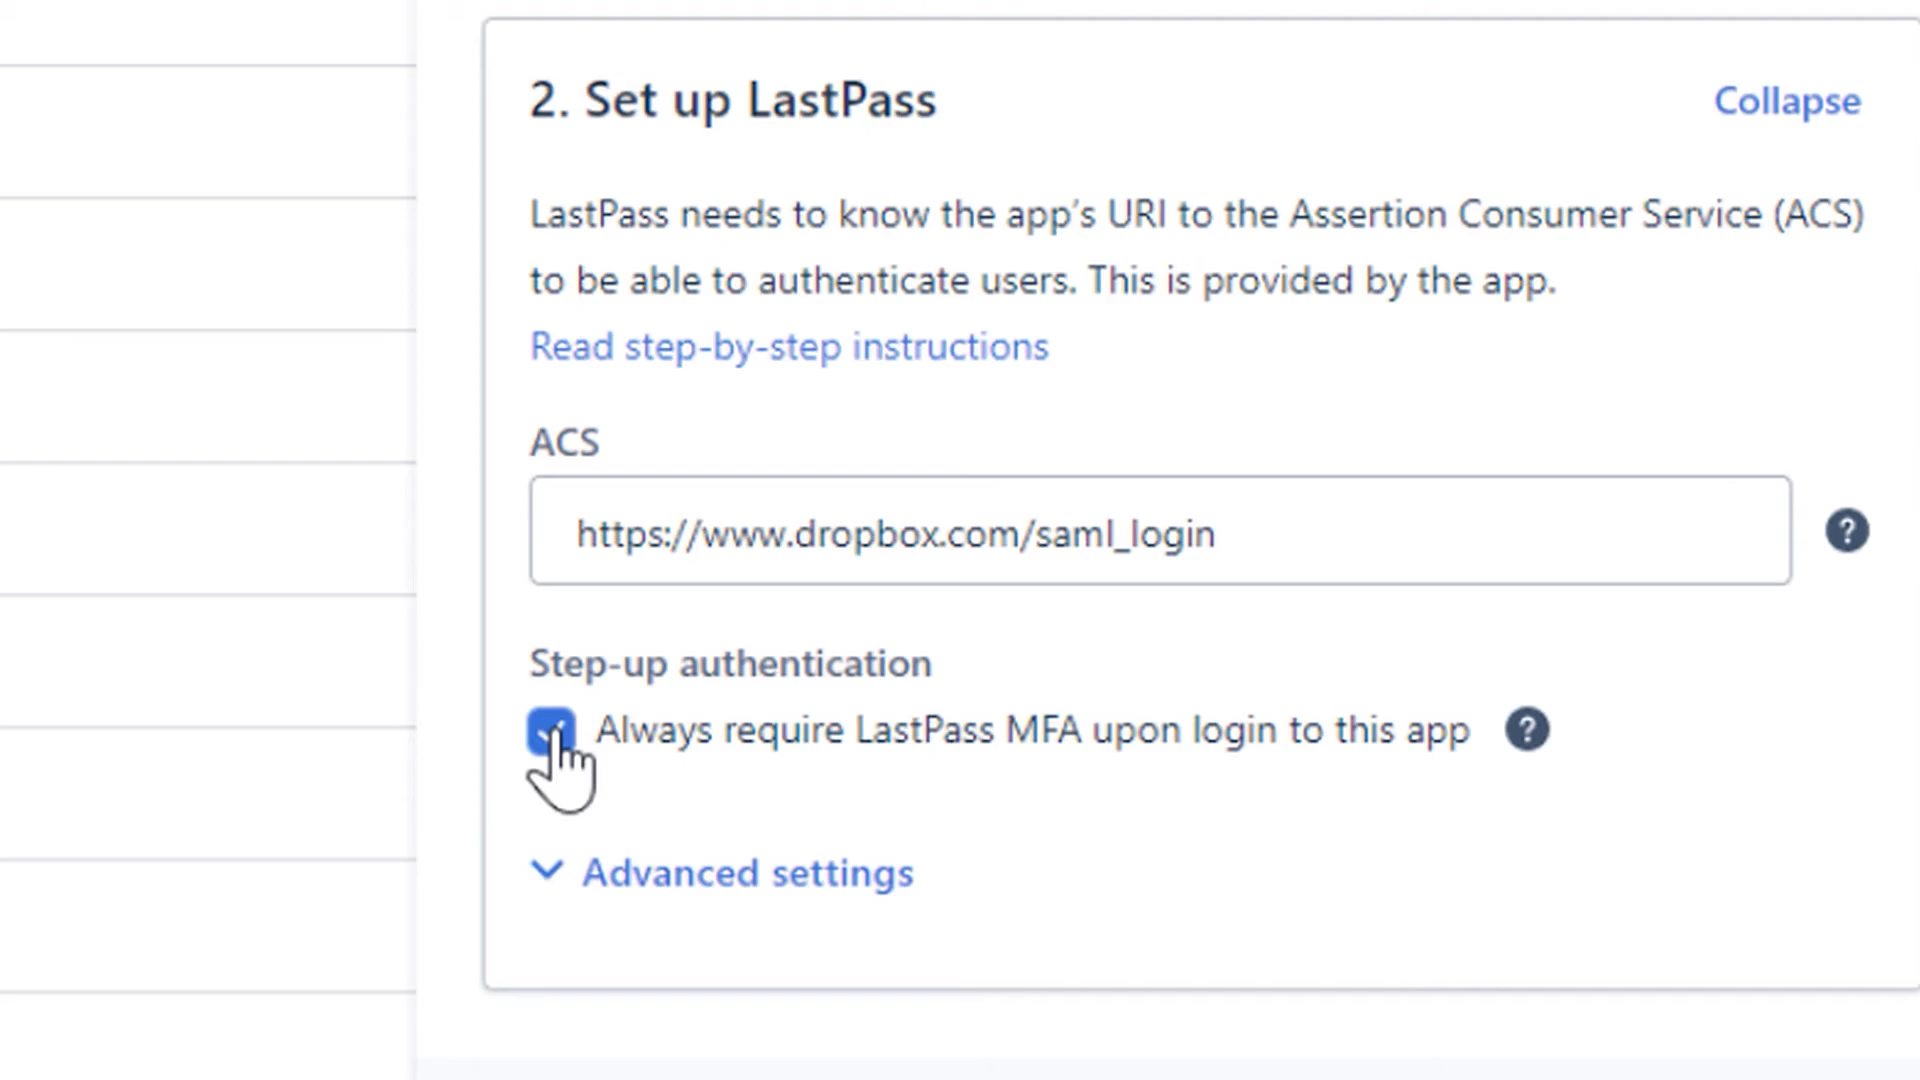 2. Set up LastPass
Collapse
LastPass needs to know the app's URI to the Assertion Consumer Service (ACS)
to be able to authenticate users. This is provided by the app.
Read step-by-step instructions
ACS
https://www.dropbox.com/saml_login
?
Step-up authentication
Always require LastPass MFA upon login to this app
?
Advanced settings